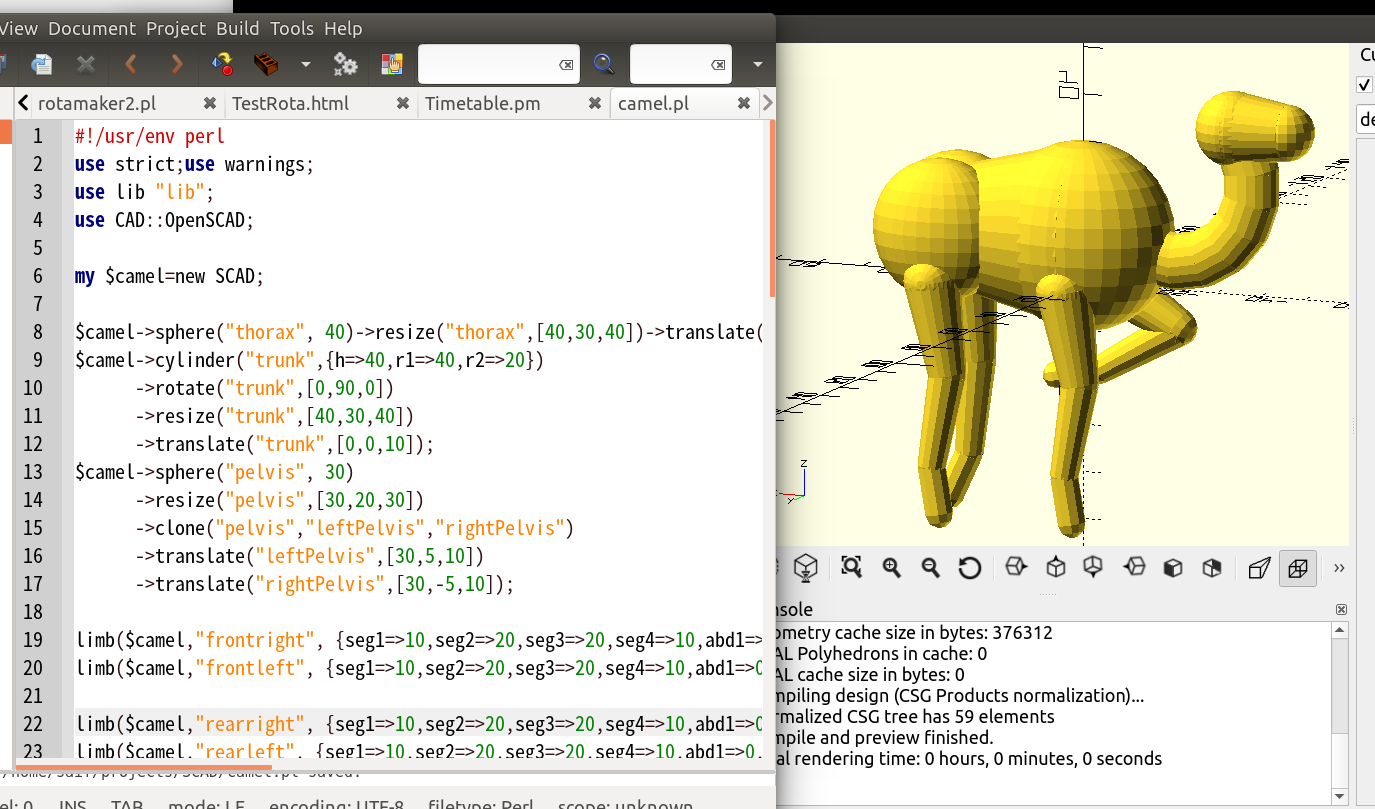 View Document Project Build Tools Help
rotamaker2.pl TestRota.html Timetable.pm camel.pl
1 #!/usr/env perl
2 use strict;use warnings;
3 use lib "lib";
4 use CAD::OpenSCAD;
5
6 my $camel=new SCAD;
7
8 $camel->sphere("thorax", 40)->resize("thorax",[40,30,40])->translate(
9 $camel->cylinder("trunk",{h=>40,r1=>40,r2=>20})
10 ->rotate("trunk",[0,90,0])
11 ->resize("trunk",[40,30,40])
12 ->translate("trunk",[0,0,10]);
13 $camel->sphere("pelvis", 30)
14 ->resize("pelvis",[30,20,30])
15 ->clone("pelvis","leftPelvis","rightPelvis")
16 ->translate("leftPelvis",[30,5,10])
17 ->translate("rightPelvis",[30,-5,10]);
18
19 limb($camel,"frontright", {seg1=>10,seg2=>20,seg3=>20,seg4=>10,abd1=>
20 limb($camel,"frontleft", {seg1=>10,seg2=>20,seg3=>20,seg4=>10,abd1=>0
21
22 limb($camel,"rearright", {seg1=>10,seg2=>20,seg3=>20,seg4=>10,abd1=>0
23 limb($camel,"rearleft", {seg1=>10,seg2=>20,seg3=>20,seg4=>10,abd1=>0,
/home/saif/projects/SCAD/camel.pl saved.
el: 0 INS TAB mode: LF encoding: UTF-8 filetype: Perl scope: unknown
Cu
de
z
y
nsole
ometry cache size in bytes: 376312
AL Polyhedrons in cache: 0
AL cache size in bytes: 0
mpiling design (CSG Products normalization)...
rmalized CSG tree has 59 elements
mpile and preview finished.
al rendering time: 0 hours, 0 minutes, 0 seconds